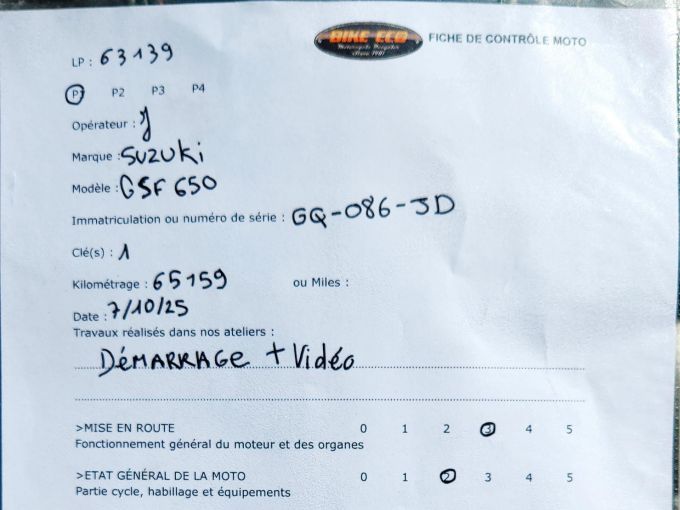 BIKE ECO
FICHE DE CONTRÔLE MOTO
LP : 63139
P1 P2 P3 P4
Opérateur : J
Marque : SUZUKI
Modèle : GSF 650
Immatriculation ou numéro de série : GQ-086-JD
Clé(s) : 1
Kilométrage : 65159 ou Miles :
Date : 7/10/25
Travaux réalisés dans nos ateliers :
DéMARRAGE + Vidéo
>MISE EN ROUTE 0 1 2 3 4 5
Fonctionnement général du moteur et des organes
>ETAT GÉNÉRAL DE LA MOTO 0 1 2 3 4 5
Partie cycle, habillage et équipements